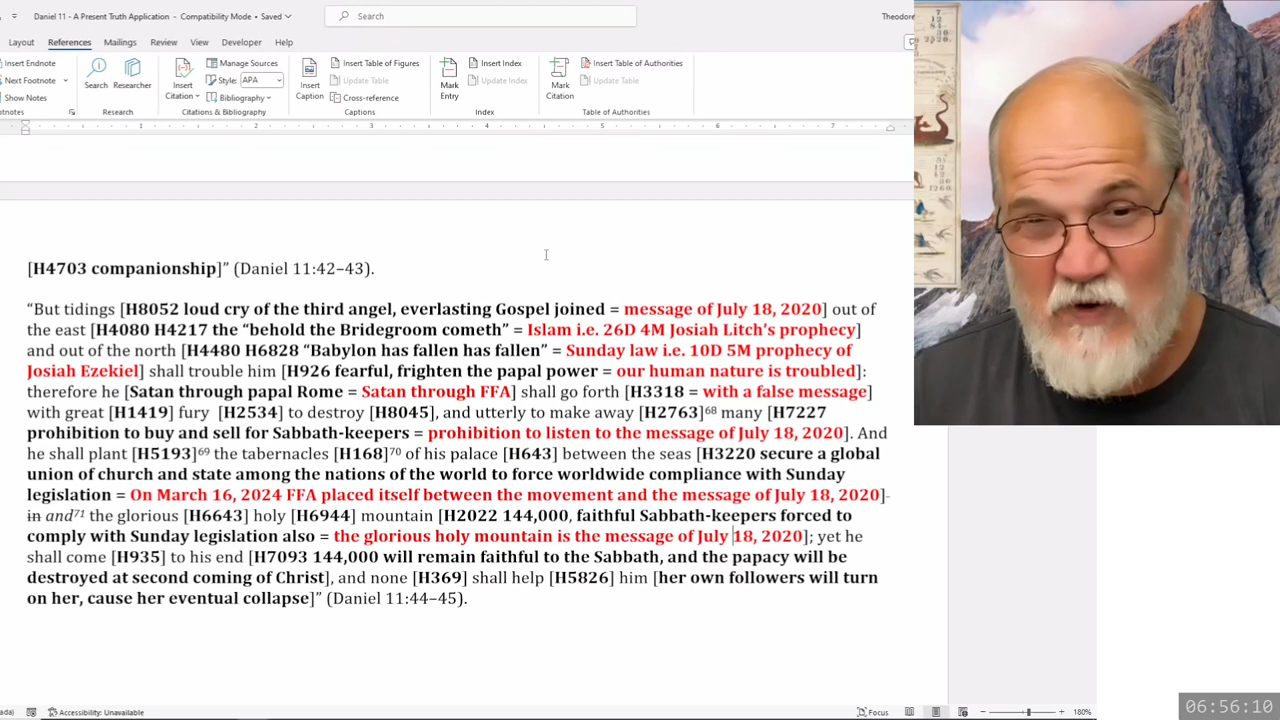 Daniel 11 - A Present Truth Application - Compatibility Mode • Saved
Search
Theodore
Layout References Mailings Review View Developer Help
Insert Endnote
Next Footnote
Show Notes
otnotes
Search
Researcher
Research
Insert Citation
Manage Sources
Style: APA
Bibliography
Citations & Bibliography
Insert Caption
Insert Table of Figures
Update Table
Cross-reference
Captions
Mark Entry
Insert Index
Update Index
Index
Mark Citation
Insert Table of Authorities
Update Table
Table of Authorities
1 2 3 4 5 6 7
[H4703 companionship]” (Daniel 11:42–43).
“But tidings [H8052 loud cry of the third angel, everlasting Gospel joined = message of July 18, 2020] out of
the east [H4080 H4217 the “behold the Bridegroom cometh” = Islam i.e. 26D 4M Josiah Litch’s prophecy]
and out of the north [H4480 H6828 “Babylon has fallen has fallen” = Sunday law i.e. 10D 5M prophecy of
Josiah Ezekiel] shall trouble him [H926 fearful, frighten the papal power = our human nature is troubled]:
therefore he [Satan through papal Rome = Satan through FFA] shall go forth [H3318 = with a false message]
with great [H1419] fury [H2534] to destroy [H8045], and utterly to make away [H2763]68 many [H7227
prohibition to buy and sell for Sabbath-keepers = prohibition to listen to the message of July 18, 2020]. And
he shall plant [H5193]69 the tabernacles [H168]70 of his palace [H643] between the seas [H3220 secure a global
union of church and state among the nations of the world to force worldwide compliance with Sunday
legislation = On March 16, 2024 FFA placed itself between the movement and the message of July 18, 2020]
in and71 the glorious [H6643] holy [H6944] mountain [H2022 144,000, faithful Sabbath-keepers forced to
comply with Sunday legislation also = the glorious holy mountain is the message of July 18, 2020]; yet he
shall come [H935] to his end [H7093 144,000 will remain faithful to the Sabbath, and the papacy will be
destroyed at second coming of Christ], and none [H369] shall help [H5826] him [her own followers will turn
on her, cause her eventual collapse]” (Daniel 11:44–45).
ada)
Accessibility: Unavailable
Focus
180%
06:56:10